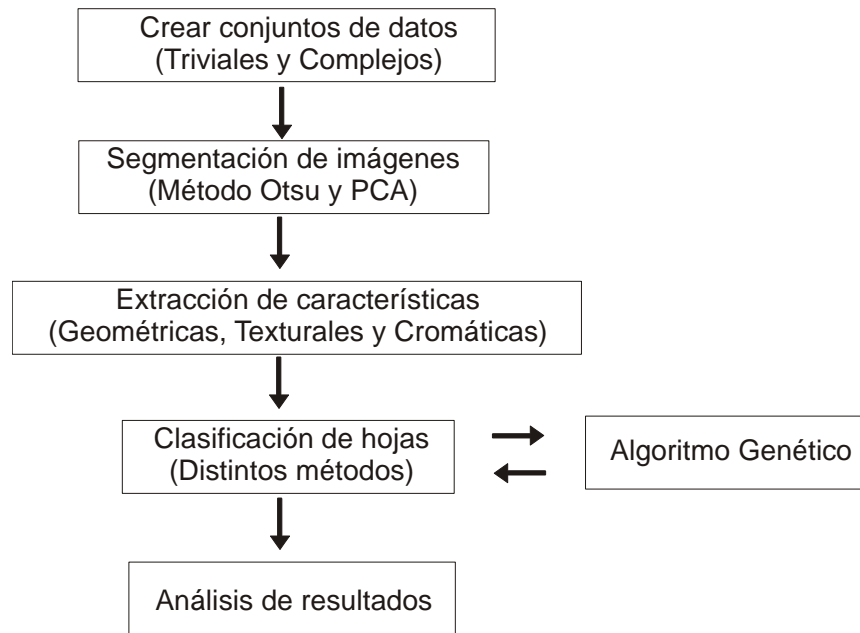 Crear conjuntos de datos
(Triviales y Complejos)
Segmentación de imágenes
(Método Otsu y PCA)
Extracción de características
(Geométricas, Texturales y Cromáticas)
Clasificación de hojas
(Distintos métodos)
Algoritmo Genético
Análisis de resultados